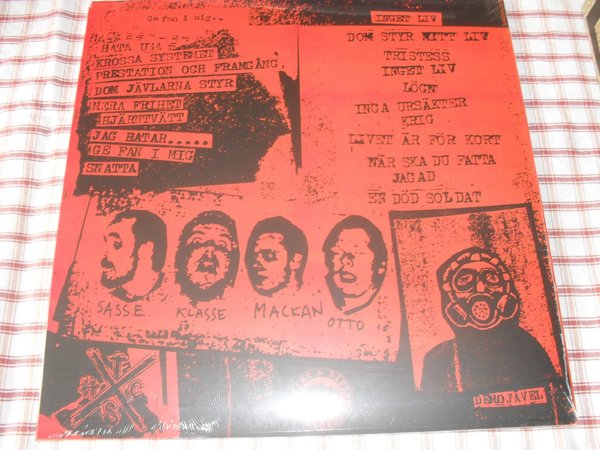 Ge fan i mig...
HATA USA
KROSSA SYSTEMET
PRESTATION OCH FRAMGÅNG
DOM JÄVLARNA STYR
MERA FRIHET
HJÄRNTVÄTT
JAG HATAR.....
GE FAN I MIG
SNATTA
INGET LIV
DOM STYR MITT LIV
TRISTESS
INGET LIV
LÖGN
INGA URSÄKTER
KRIG
LIVET ÄR FÖR KORT
NÄR SKA DU FATTA
JAGAD
EN DÖD SOLDAT
SASSE
KLASSE
MACKAN
OTTO
DEMOJÄVEL